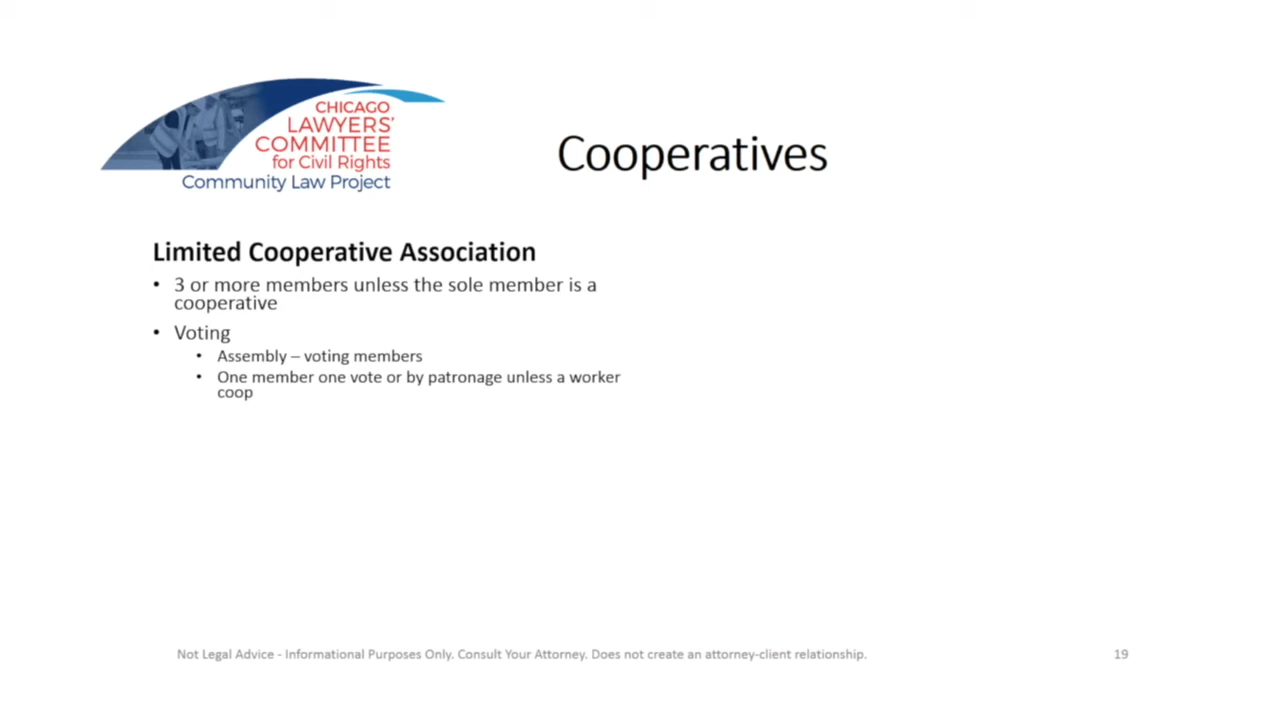 CHICAGO
LAWYERS'
COMMITTEE
for Civil Rights
Community Law Project
Cooperatives
Limited Cooperative Association
• 3 or more members unless the sole member is a
cooperative
• Voting
• Assembly – voting members
• One member one vote or by patronage unless a worker
coop
Not Legal Advice - Informational Purposes Only. Consult Your Attorney. Does not create an attorney-client relationship.
19